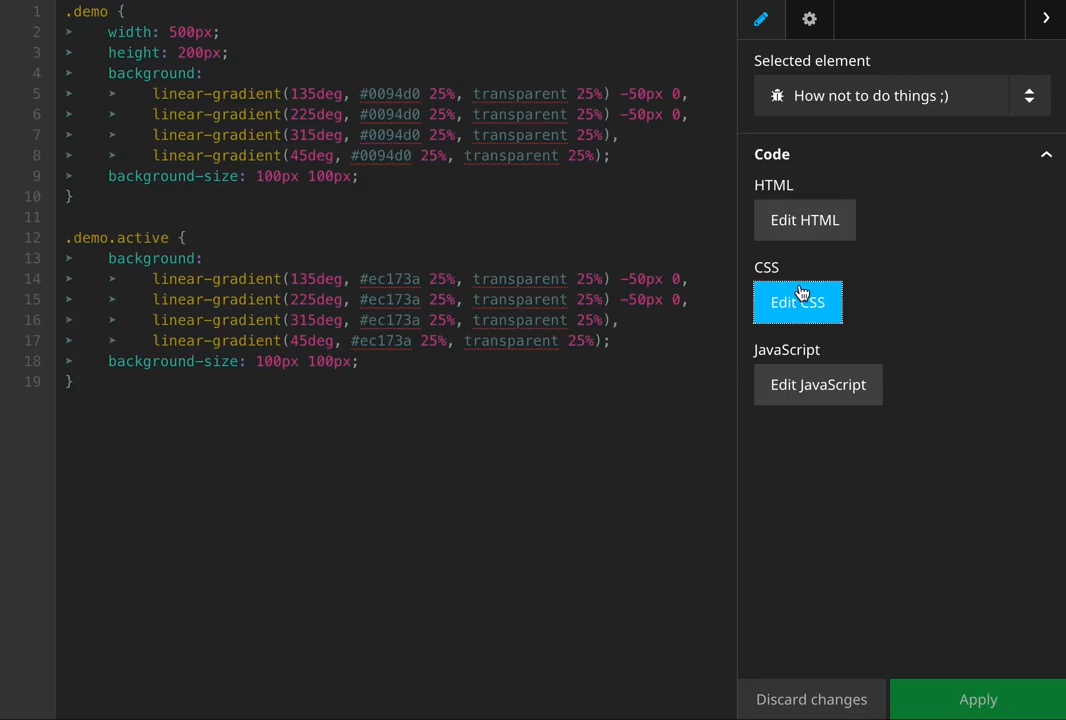 1 .demo {
2 width: 500px;
3 height: 200px;
4 background:
5 linear-gradient(135deg, #0094d0 25%, transparent 25%) -50px 0,
6 linear-gradient(225deg, #0094d0 25%, transparent 25%) -50px 0,
7 linear-gradient(315deg, #0094d0 25%, transparent 25%),
8 linear-gradient(45deg, #0094d0 25%, transparent 25%);
9 background-size: 100px 100px;
10 }
11
12 .demo.active {
13 background:
14 linear-gradient(135deg, #ec173a 25%, transparent 25%) -50px 0,
15 linear-gradient(225deg, #ec173a 25%, transparent 25%) -50px 0,
16 linear-gradient(315deg, #ec173a 25%, transparent 25%),
17 linear-gradient(45deg, #ec173a 25%, transparent 25%);
18 background-size: 100px 100px;
19 }
Selected element
How not to do things ;)
Code
HTML
Edit HTML
CSS
Edit CSS
JavaScript
Edit JavaScript
Discard changes
Apply